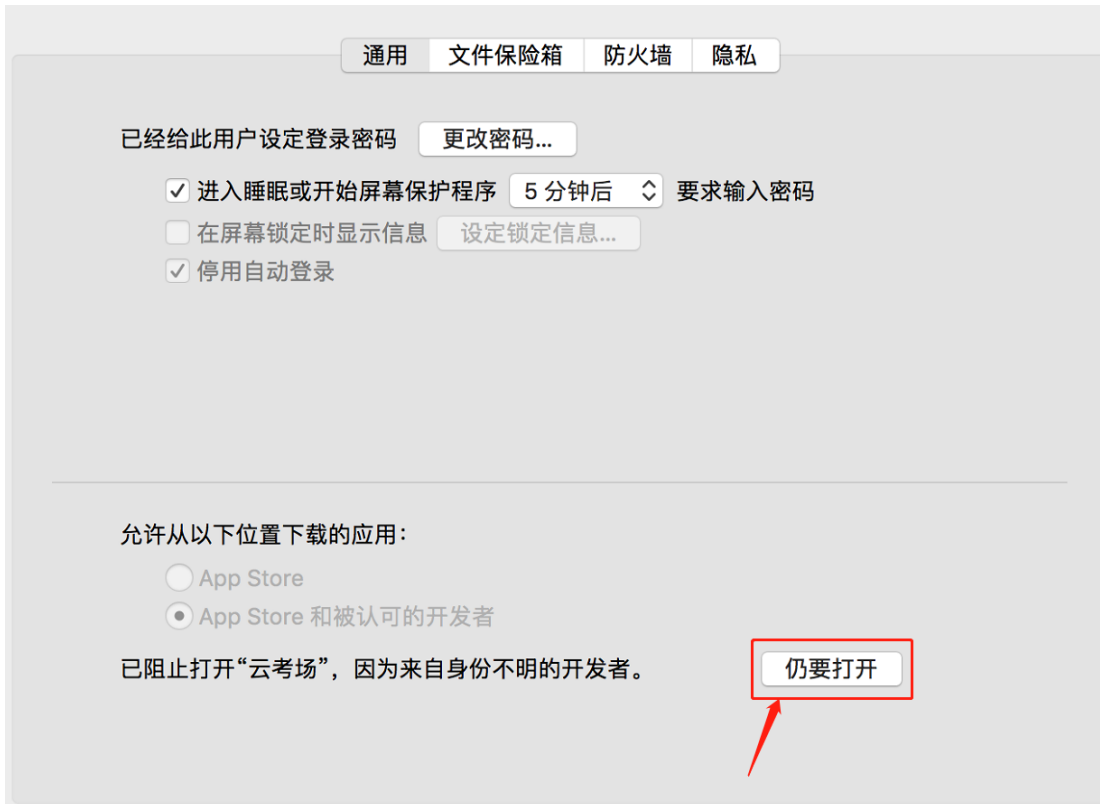 通用 文件保险箱 防火墙 隐私
已经给此用户设定登录密码 更改密码...
进入睡眠或开始屏幕保护程序 5 分钟后 要求输入密码
在屏幕锁定时显示信息 设定锁定信息...
停用自动登录
允许从以下位置下载的应用：
App Store
App Store 和被认可的开发者
已阻止打开“云考场”，因为来自身份不明的开发者。 仍要打开